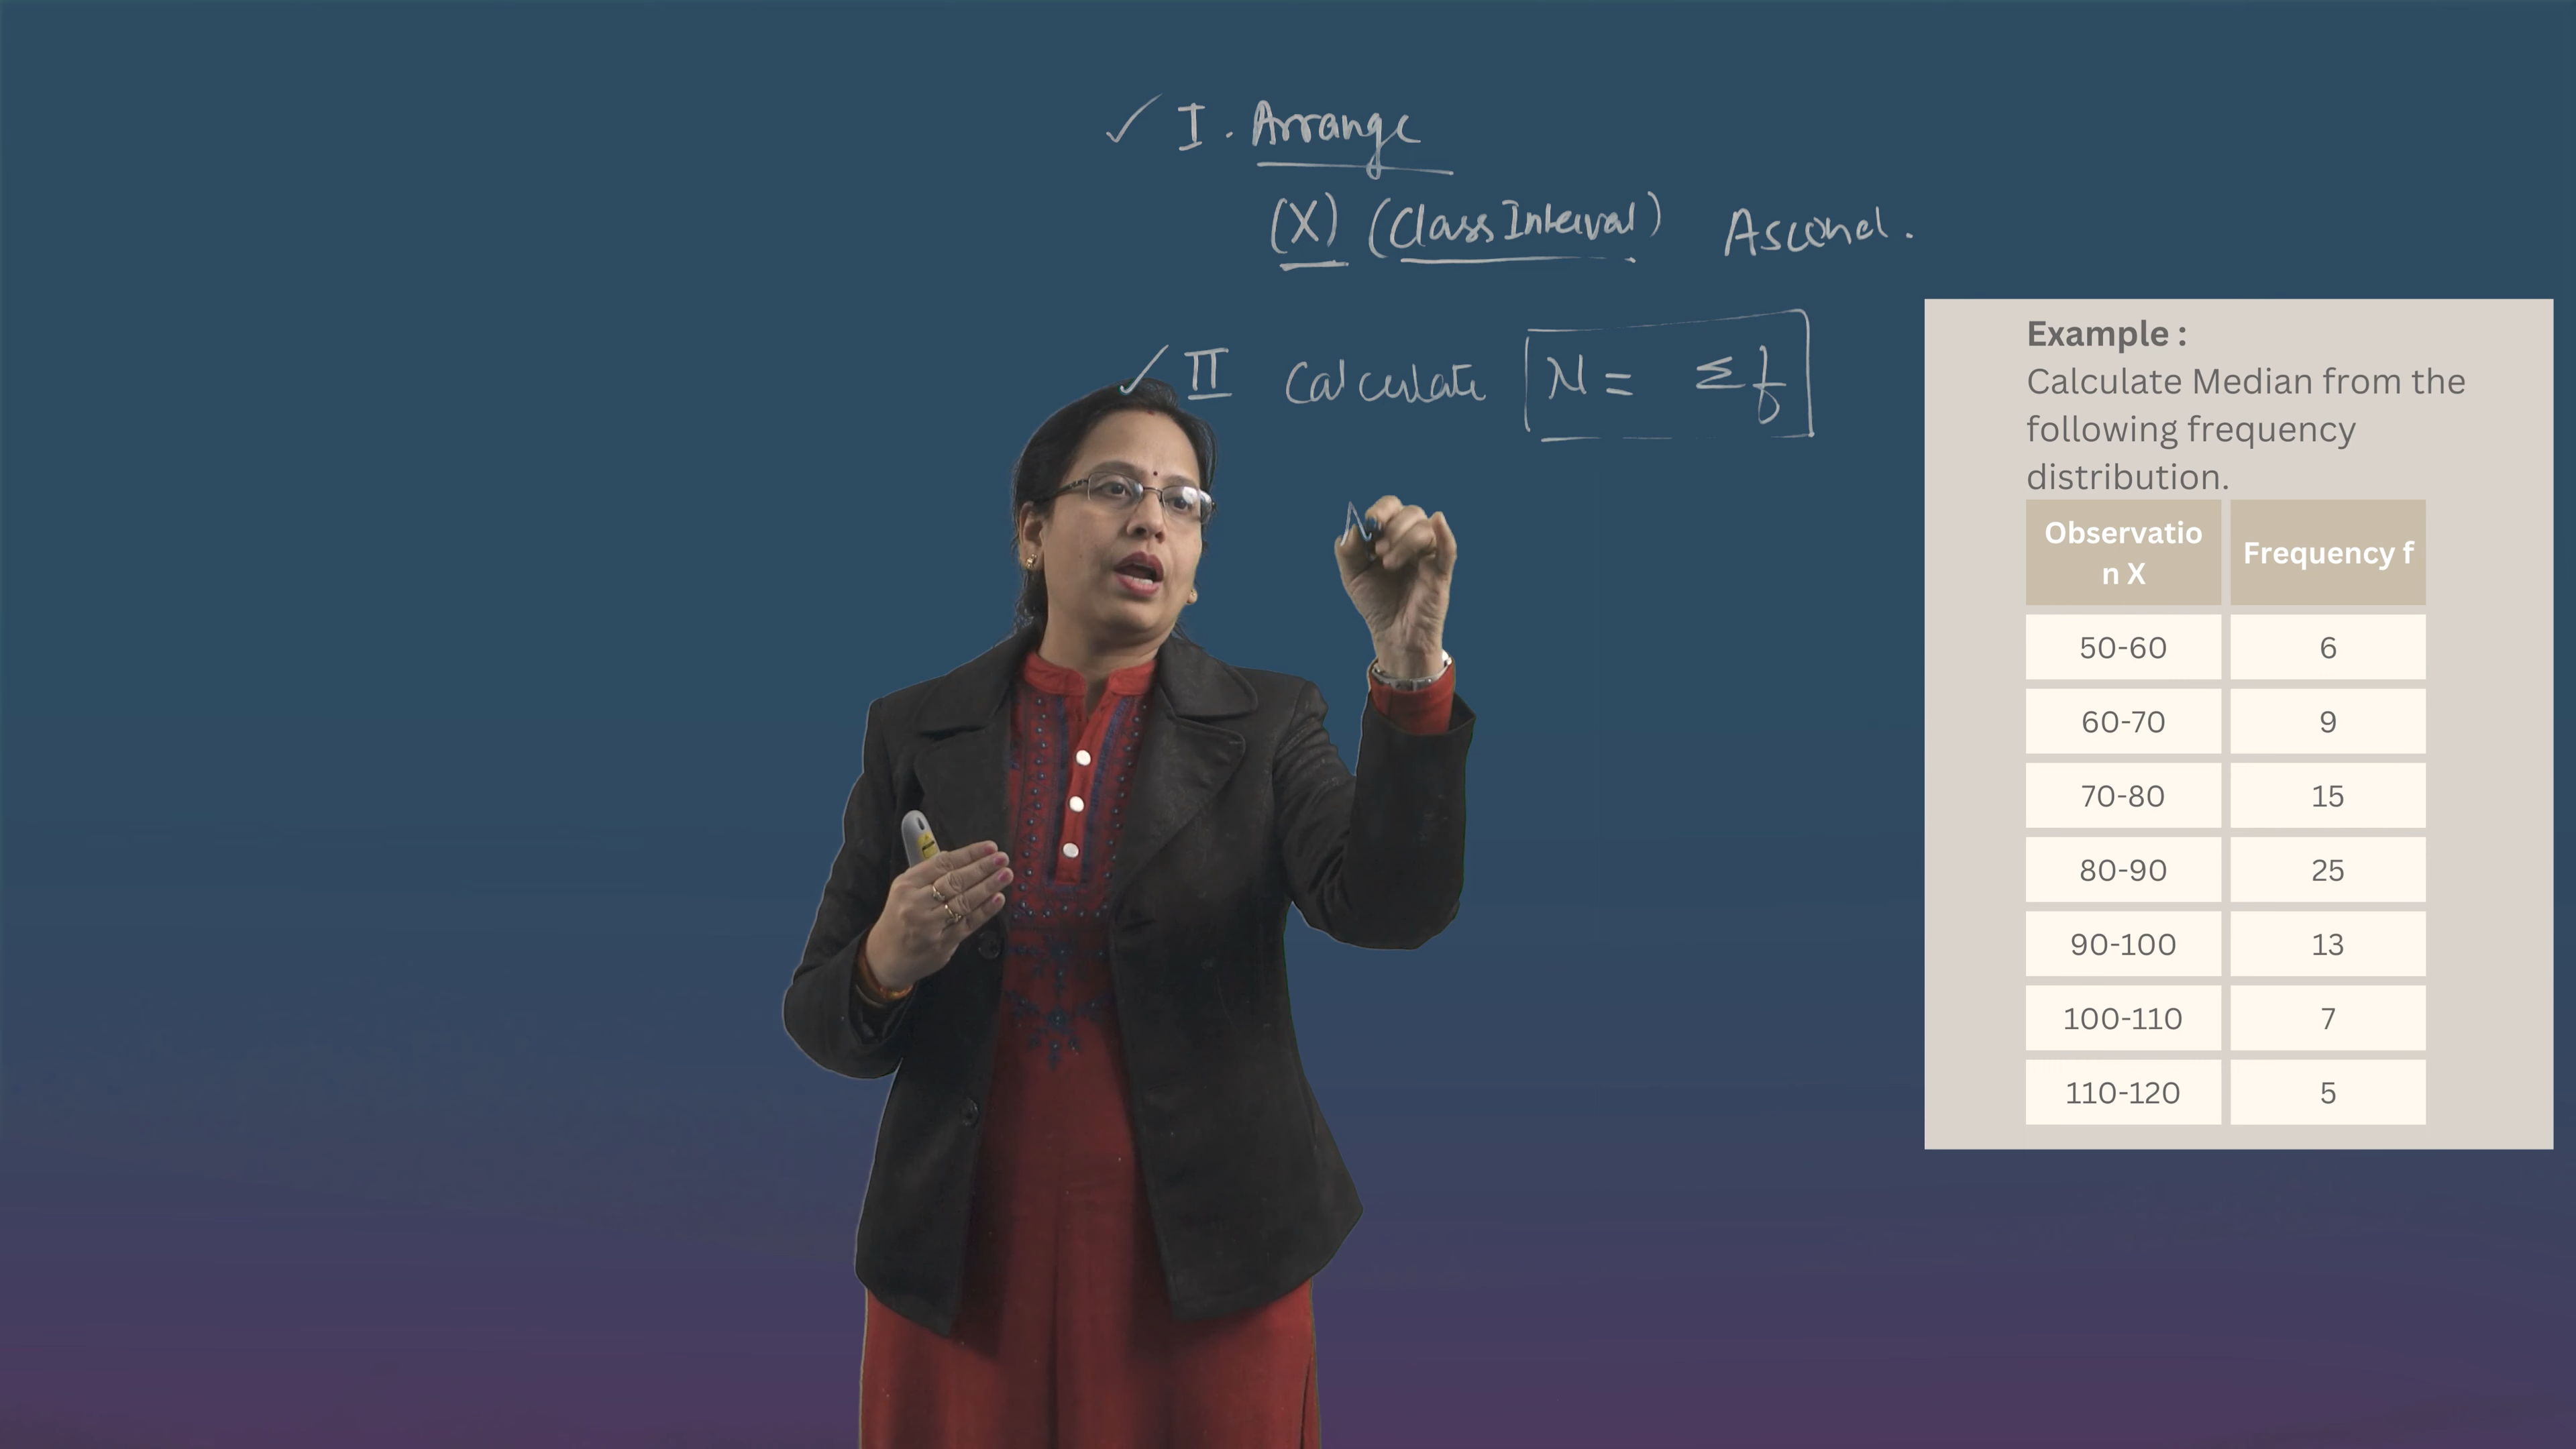 ✓ I. Arrange
(X) (Class Interval) Ascend.
✓ II Calculate N = Σf
N
Example :
Calculate Median from the
following frequency
distribution.
Observatio
n X
Frequency f
50-60 6
60-70 9
70-80 15
80-90 25
90-100 13
100-110 7
110-120 5